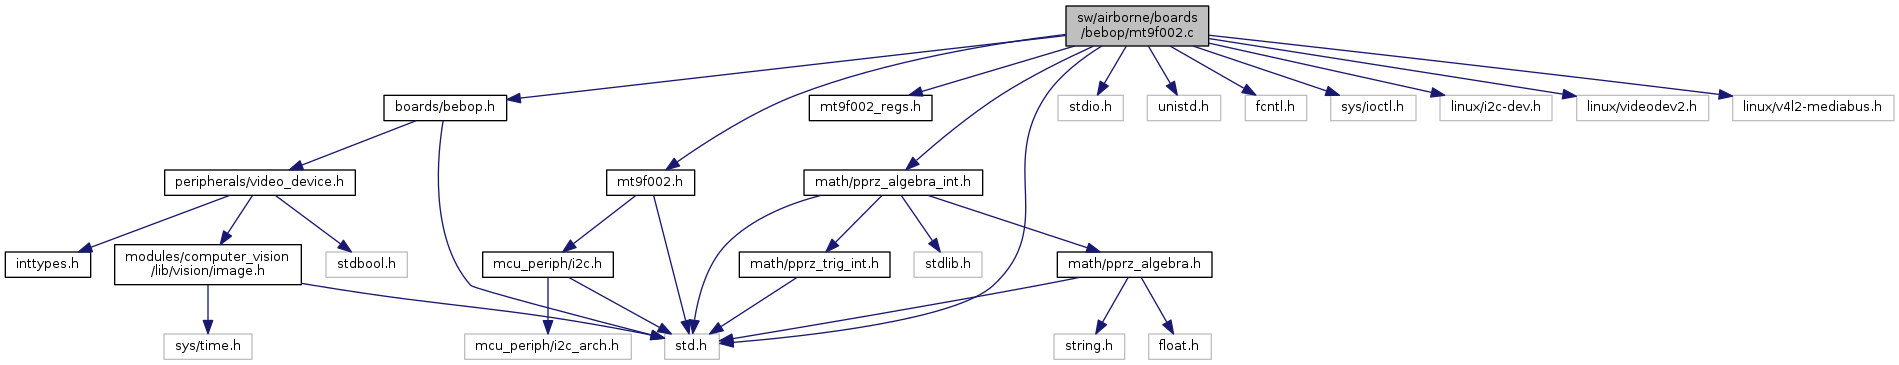 sw/airborne/boards
/bebop/mt9f002.c
boards/bebop.h
mt9f002_regs.h
stdio.h
unistd.h
fcntl.h
sys/ioctl.h
linux/i2c-dev.h
linux/videodev2.h
linux/v4l2-mediabus.h
peripherals/video_device.h
mt9f002.h
math/pprz_algebra_int.h
inttypes.h
modules/computer_vision
/lib/vision/image.h
stdbool.h
mcu_periph/i2c.h
math/pprz_trig_int.h
stdlib.h
math/pprz_algebra.h
sys/time.h
mcu_periph/i2c_arch.h
std.h
string.h
float.h